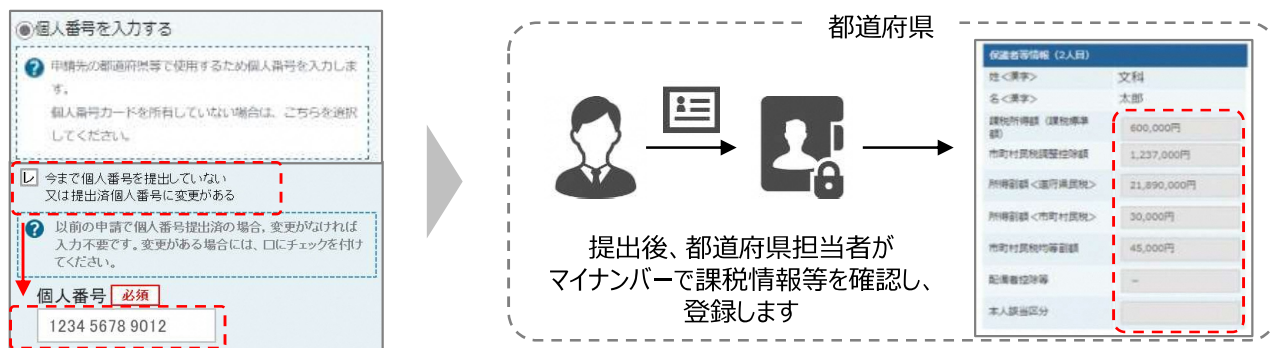 個人番号を入力する
申請先の都道府県等で使用するため個人番号を入力しま
す。
個人番号カードを所有していない場合は、こちらを選択
してください。
レ 今まで個人番号を提出していない
又は提出済個人番号に変更がある
以前の申請で個人番号提出済の場合，変更がなければ
入力不要です。変更がある場合には、口にチェックを付け
てください。
個人番号 必須
1234 5678 9012
都道府県
提出後、都道府県担当者が
マイナンバーで課税情報等を確認し、
登録します
保護者等情報（2人目）
姓<漢字> 文科
名<漢字> 太郎
課税所得額（課税標準
額） 600,000円
市町村民税調整控除額 1,237,000円
所得割額<道府県民税> 21,890,000円
所得割額<市町村民税> 30,000円
市町村民税均等割額 45,000円
配偶者控除等 －
本人該当区分